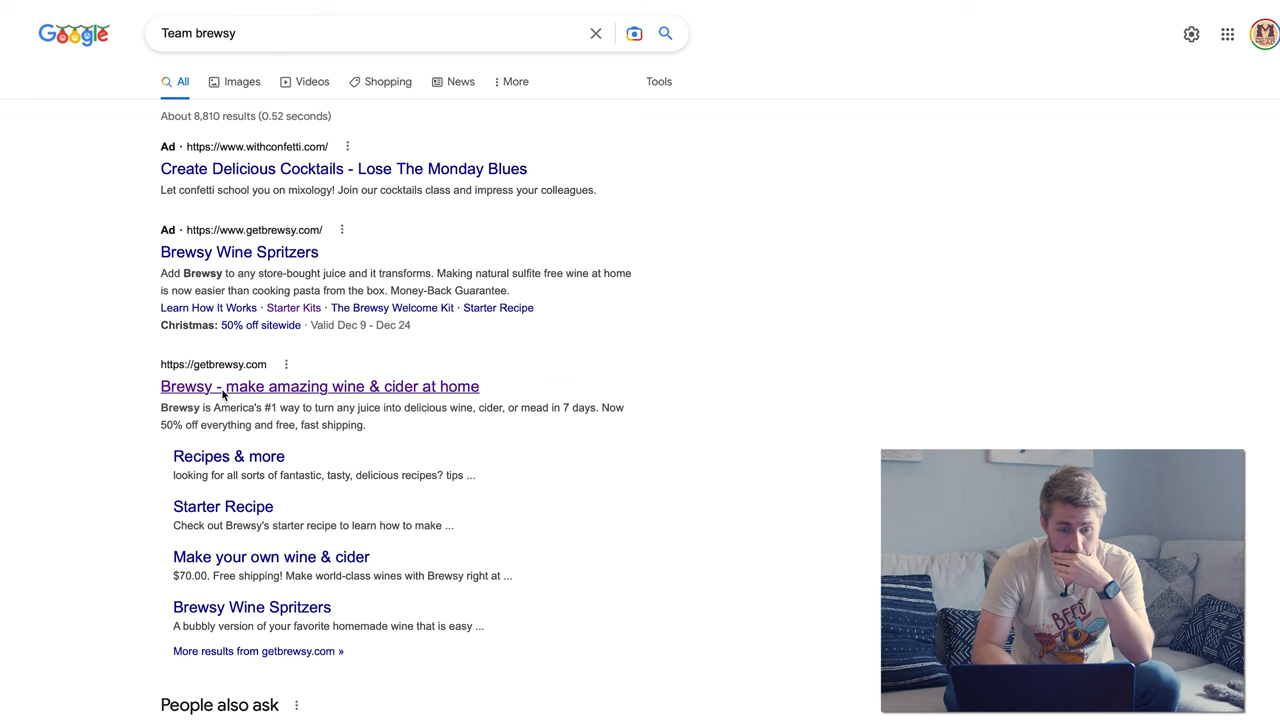 Google
Team brewsy
All
Images
Videos
Shopping
News
More
Tools
About 8,810 results (0.52 seconds)
Ad · https://www.withconfetti.com/
Create Delicious Cocktails - Lose The Monday Blues
Let confetti school you on mixology! Join our cocktails class and impress your colleagues.
Ad · https://www.getbrewsy.com/
Brewsy Wine Spritzers
Add Brewsy to any store-bought juice and it transforms. Making natural sulfite free wine at home
is now easier than cooking pasta from the box. Money-Back Guarantee.
Learn How It Works · Starter Kits · The Brewsy Welcome Kit · Starter Recipe
Christmas: 50% off sitewide · Valid Dec 9 - Dec 24
https://getbrewsy.com
Brewsy - make amazing wine & cider at home
Brewsy is America's #1 way to turn any juice into delicious wine, cider, or mead in 7 days. Now
50% off everything and free, fast shipping.
Recipes & more
looking for all sorts of fantastic, tasty, delicious recipes? tips ...
Starter Recipe
Check out Brewsy's starter recipe to learn how to make ...
Make your own wine & cider
$70.00. Free shipping! Make world-class wines with Brewsy right at ...
Brewsy Wine Spritzers
A bubbly version of your favorite homemade wine that is easy ...
More results from getbrewsy.com »
People also ask